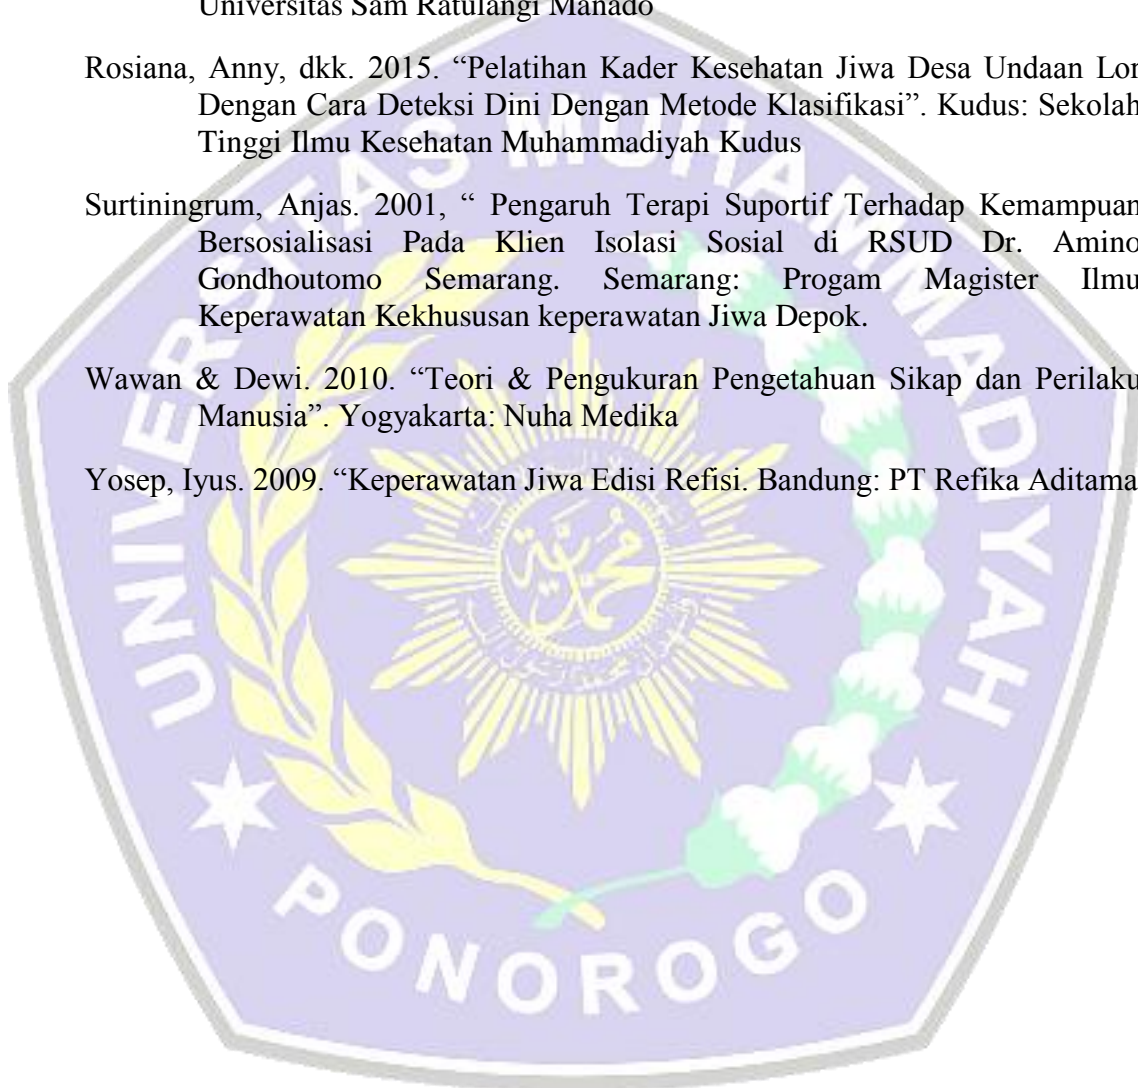 Universitas Sam Ratulangi Manado
Rosiana, Anny, dkk. 2015. “Pelatihan Kader Kesehatan Jiwa Desa Undaan Lor
Dengan Cara Deteksi Dini Dengan Metode Klasifikasi”. Kudus: Sekolah
Tinggi Ilmu Kesehatan Muhammadiyah Kudus
Surtiningrum, Anjas. 2001, “ Pengaruh Terapi Suportif Terhadap Kemampuan
Bersosialisasi Pada Klien Isolasi Sosial di RSUD Dr. Amino
Gondhoutomo Semarang. Semarang: Progam Magister Ilmu
Keperawatan Kekhususan keperawatan Jiwa Depok.
Wawan & Dewi. 2010. “Teori & Pengukuran Pengetahuan Sikap dan Perilaku
Manusia”. Yogyakarta: Nuha Medika
Yosep, Iyus. 2009. “Keperawatan Jiwa Edisi Refisi. Bandung: PT Refika Aditama
UNIVERSITAS MUHAMMADIYAH
PONOROGO
محمدية